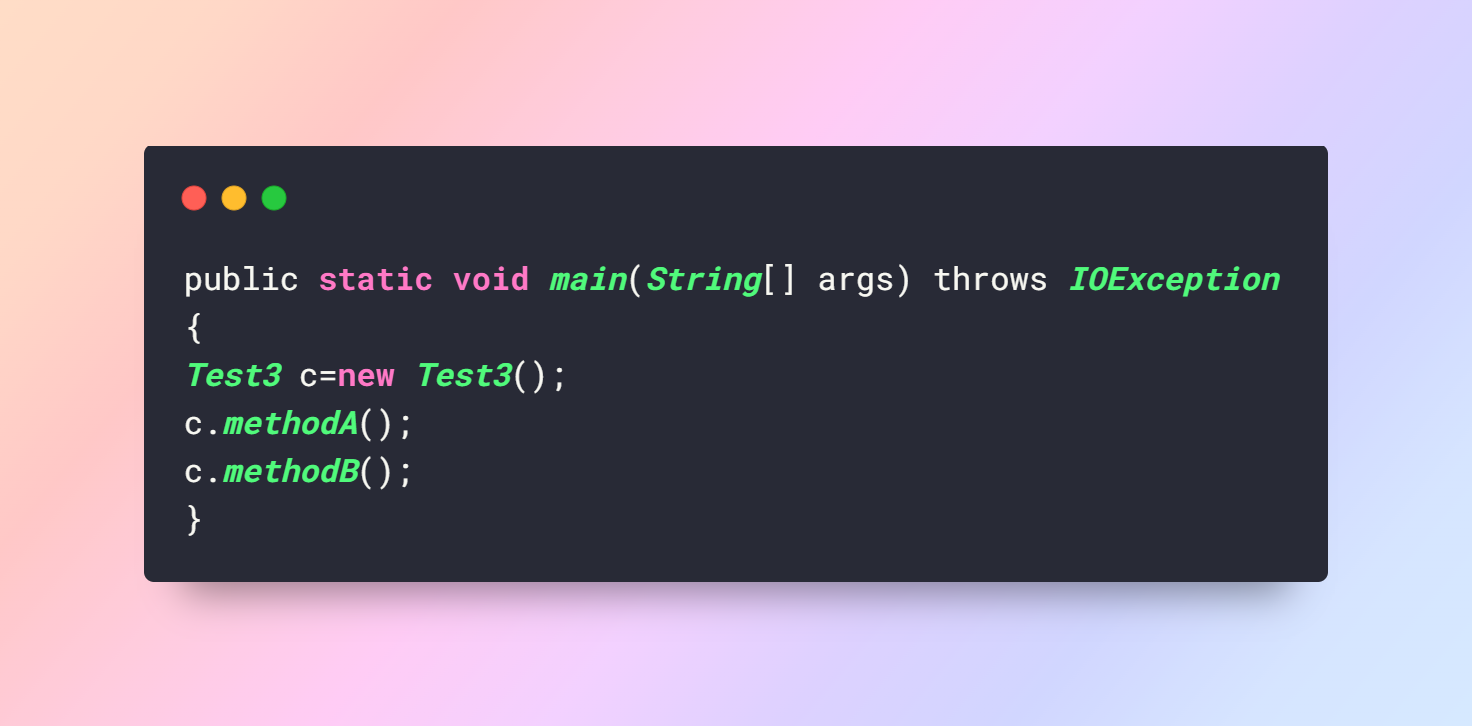 public static void main(String[] args) throws IOException
{
Test3 c=new Test3();
c.methodA();
c.methodB();
}